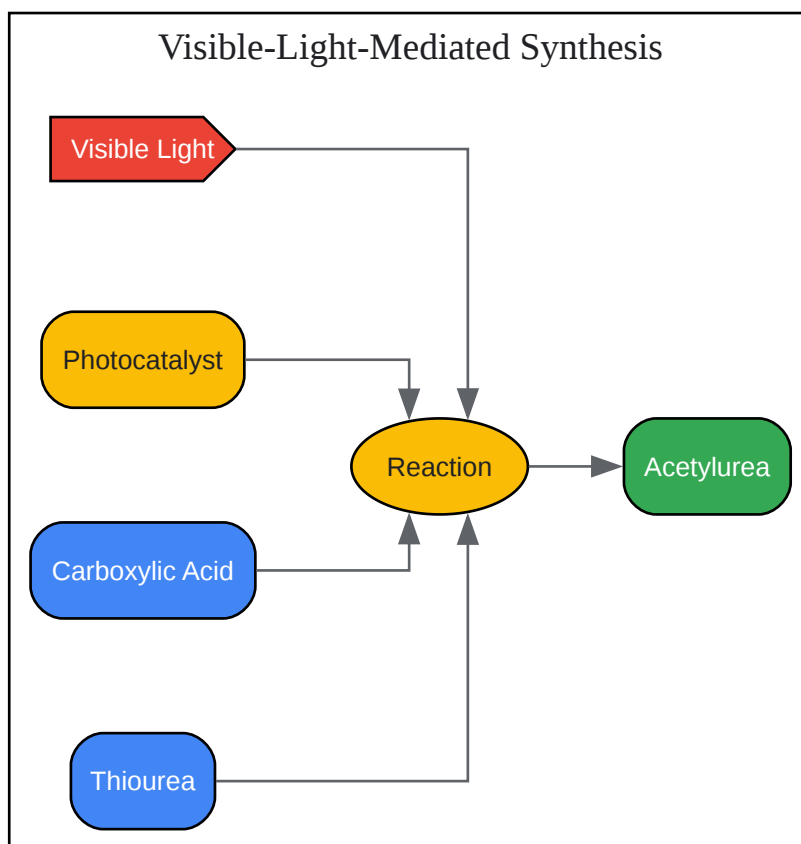 Visible-Light-Mediated Synthesis
Visible Light
Photocatalyst
Reaction
Acetylurea
Carboxylic Acid
Thiourea